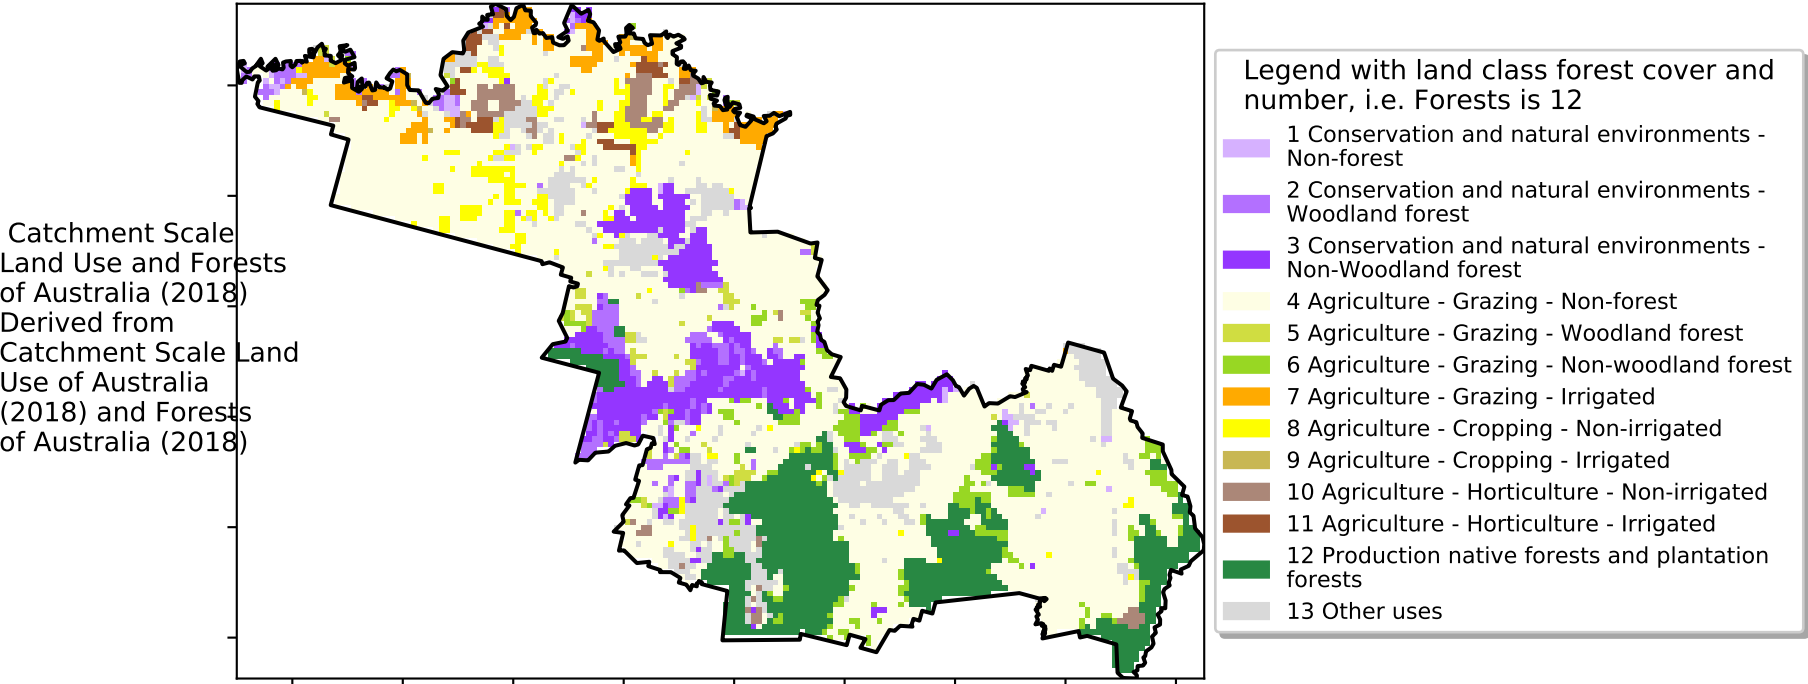 Catchment Scale
Land Use and Forests
of Australia (2018)
Derived from
Catchment Scale Land
Use of Australia
(2018) and Forests
of Australia (2018)
Legend with land class forest cover and
number, i.e. Forests is 12
1 Conservation and natural environments -
Non-forest
2 Conservation and natural environments -
Woodland forest
3 Conservation and natural environments -
Non-Woodland forest
4 Agriculture - Grazing - Non-forest
5 Agriculture - Grazing - Woodland forest
6 Agriculture - Grazing - Non-woodland forest
7 Agriculture - Grazing - Irrigated
8 Agriculture - Cropping - Non-irrigated
9 Agriculture - Cropping - Irrigated
10 Agriculture - Horticulture - Non-irrigated
11 Agriculture - Horticulture - Irrigated
12 Production native forests and plantation
forests
13 Other uses